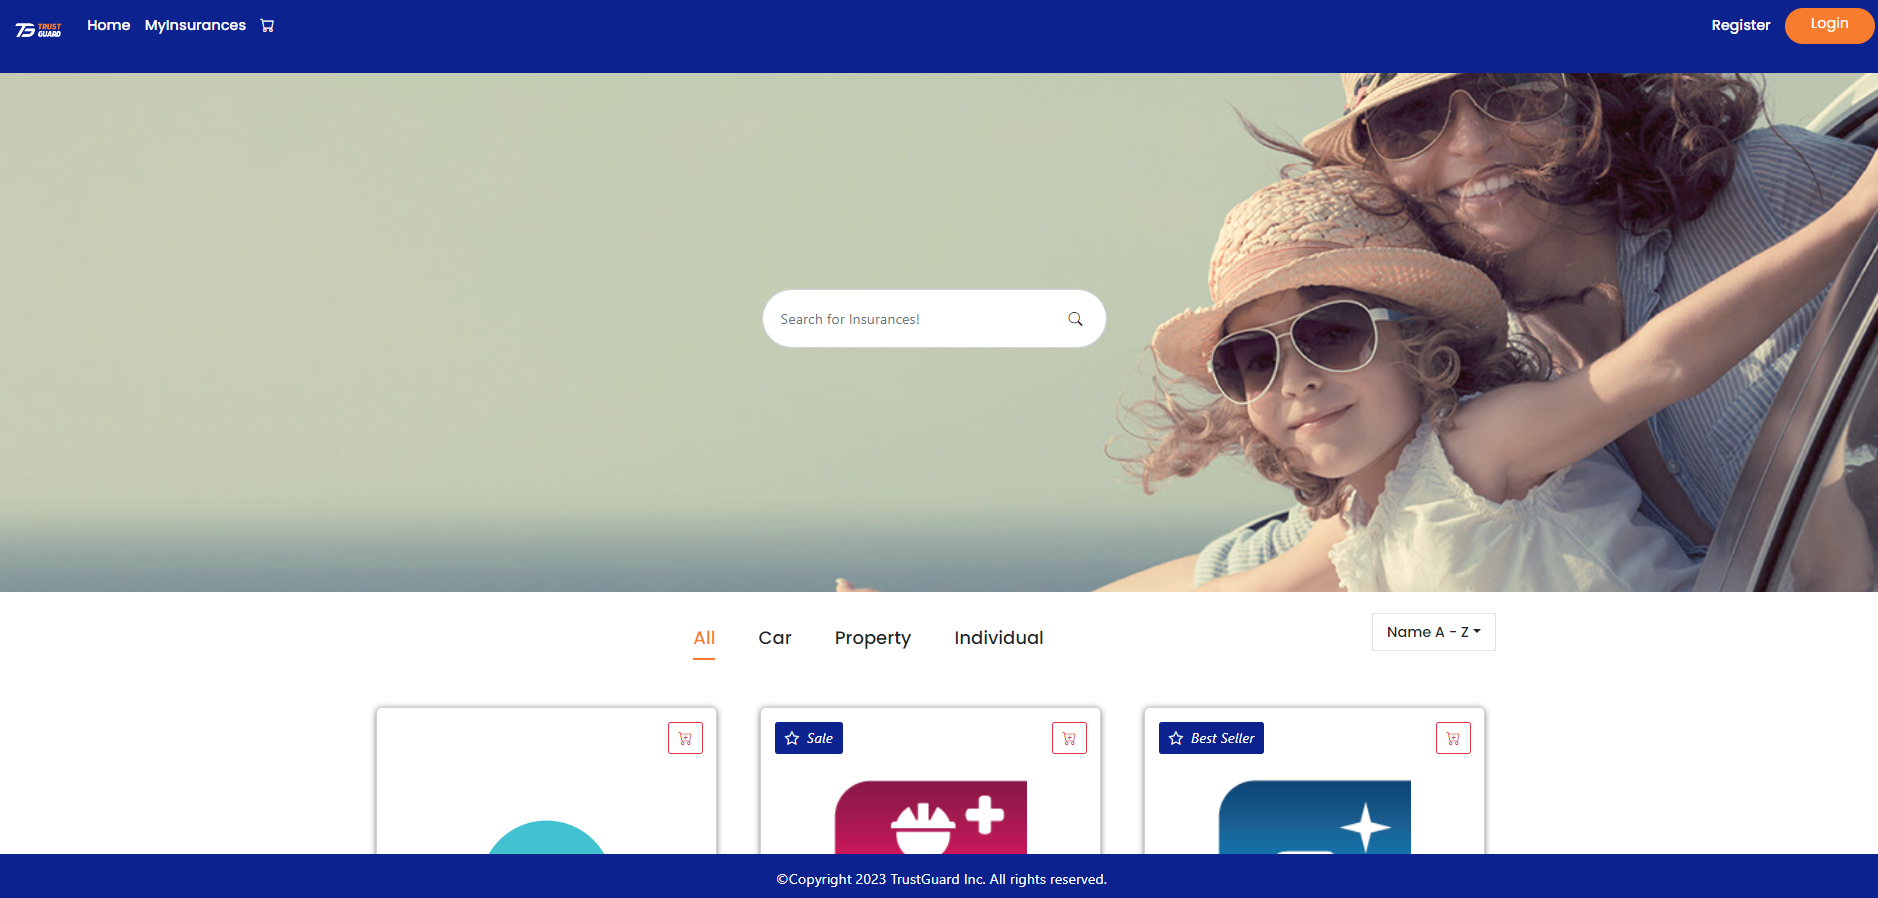 TRUST
GUARD
Home
MyInsurances
Register
Login
Search for Insurances!
All
Car
Property
Individual
Name A - Z
Sale
Best Seller
©Copyright 2023 TrustGuard Inc. All rights reserved.